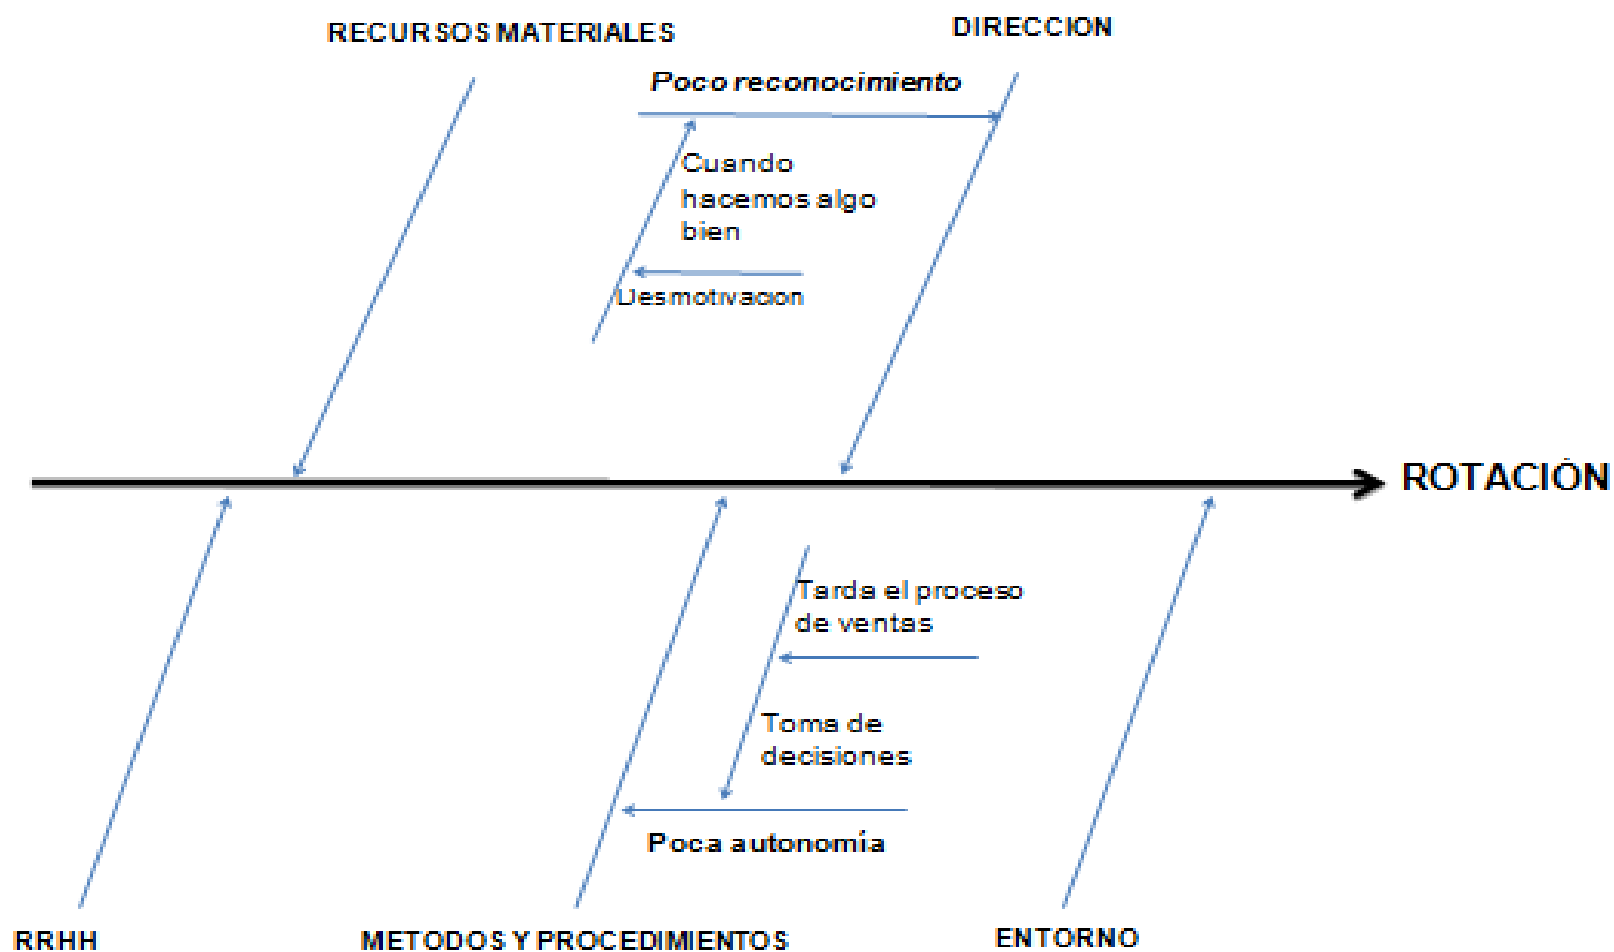 RECURSOS MATERIALES
DIRECCION
Poco reconocimiento
Cuando
hacemos algo
bien
Desmotivacion
ROTACIÓN
Tarda el proceso
de ventas
Toma de
decisiones
Poca autonomía
RRHH
METODOS Y PROCEDIMIENTOS
ENTORNO